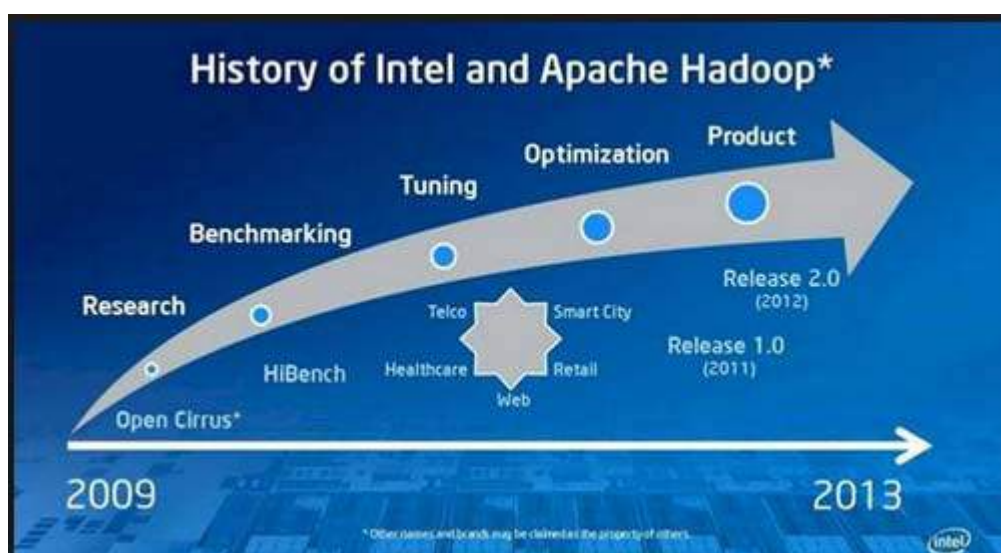 History of Intel and Apache Hadoop*
Product
Optimization
Tuning
Benchmarking
Research
Release 2.0
(2012)
Telco
Smart City
Release 1.0
(2011)
Healthcare
Retail
HiBench
Web
Open Cirrus*
2009
2013
* Other names and brands may be claimed as the property of others.
intel